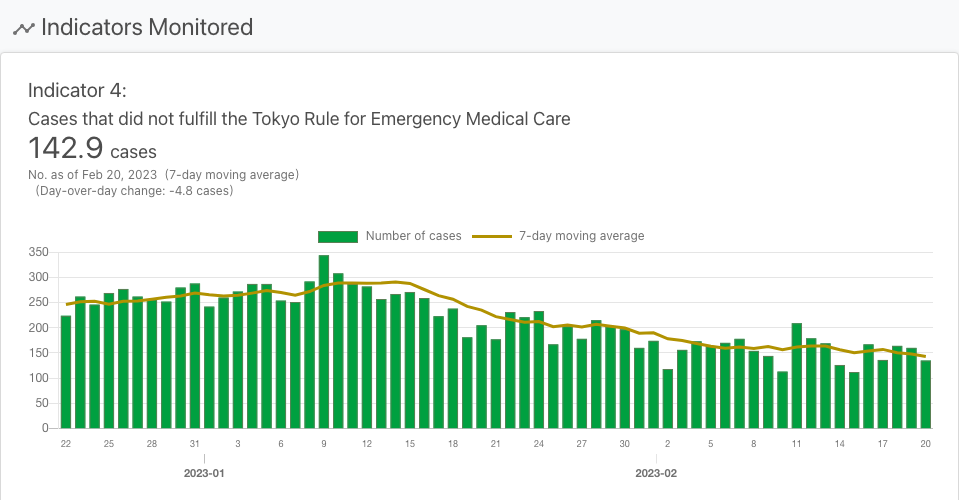 Indicators Monitored
Indicator 4:
Cases that did not fulfill the Tokyo Rule for Emergency Medical Care
142.9 cases
No. as of Feb 20, 2023 (7-day moving average)
(Day-over-day change: -4.8 cases)
Number of cases 7-day moving average
350
300
250
200
150
100
50
0
22 25 28 31 3 6 9 12 15 18 21 24 27 30 2 5 8 11 14 17 20
2023-01 2023-02